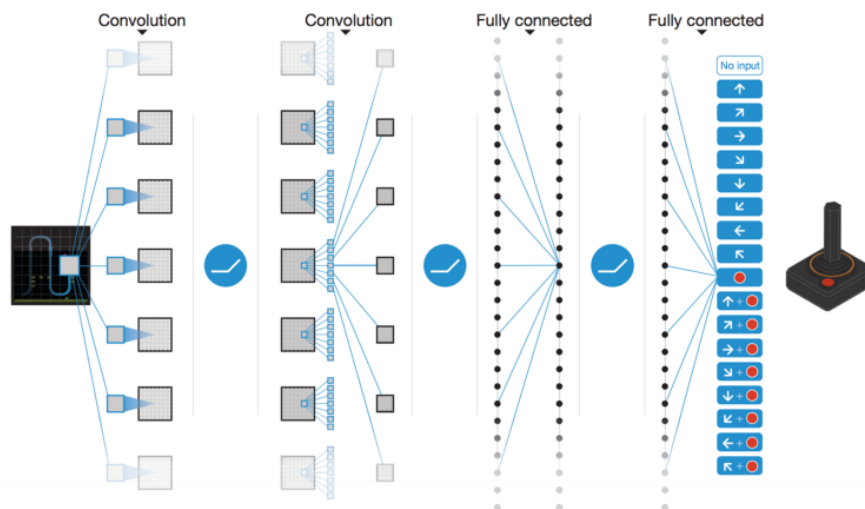 Convolution
Convolution
Fully connected
Fully connected
No input
+
+
+
+
+
+
+
+